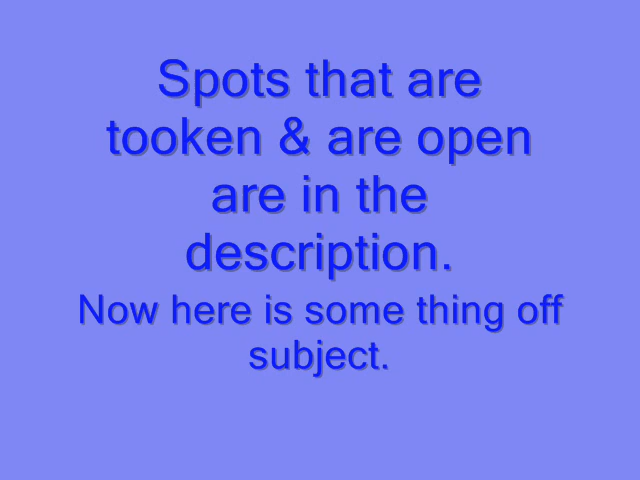 Spots that are
tooken & are open
are in the
description.
Now here is some thing off
subject.